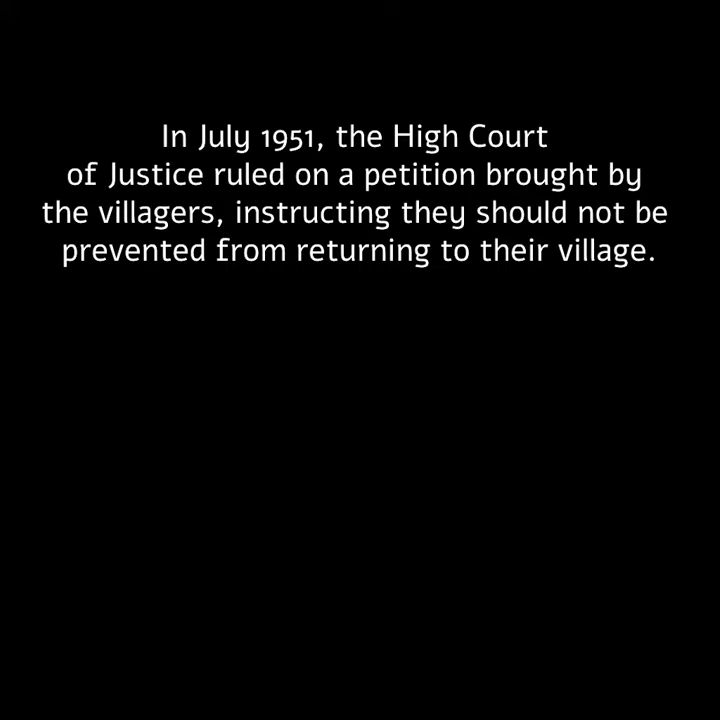 In July 1951, the High Court
of Justice ruled on a petition brought by
the villagers, instructing they should not be
prevented from returning to their village.